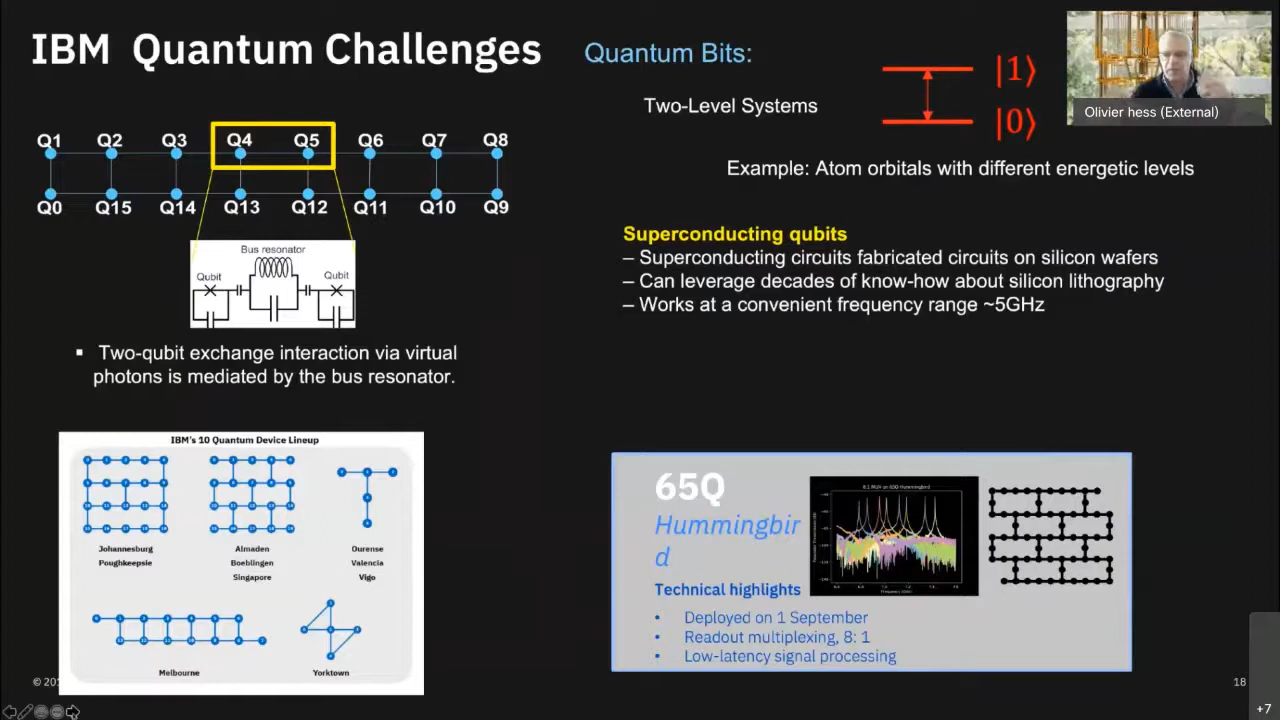 IBM Quantum Challenges
Q1 Q2 Q3 Q4 Q5 Q6 Q7 Q8
Q0 Q15 Q14 Q13 Q12 Q11 Q10 Q9
Bus resonator
Qubit Qubit
▪ Two-qubit exchange interaction via virtual
photons is mediated by the bus resonator.
IBM's 10 Quantum Device Lineup
Johannesburg
Poughkeepsie
Almaden
Boeblingen
Singapore
Ourense
Valencia
Vigo
Melbourne
Yorktown
Quantum Bits:
Two-Level Systems
|1⟩
|0⟩
Example: Atom orbitals with different energetic levels
Superconducting qubits
– Superconducting circuits fabricated circuits on silicon wafers
– Can leverage decades of know-how about silicon lithography
– Works at a convenient frequency range ~5GHz
65Q
Hummingbir
d
Technical highlights
• Deployed on 1 September
• Readout multiplexing, 8: 1
• Low-latency signal processing
Olivier hess (External)
© 20
18
+7